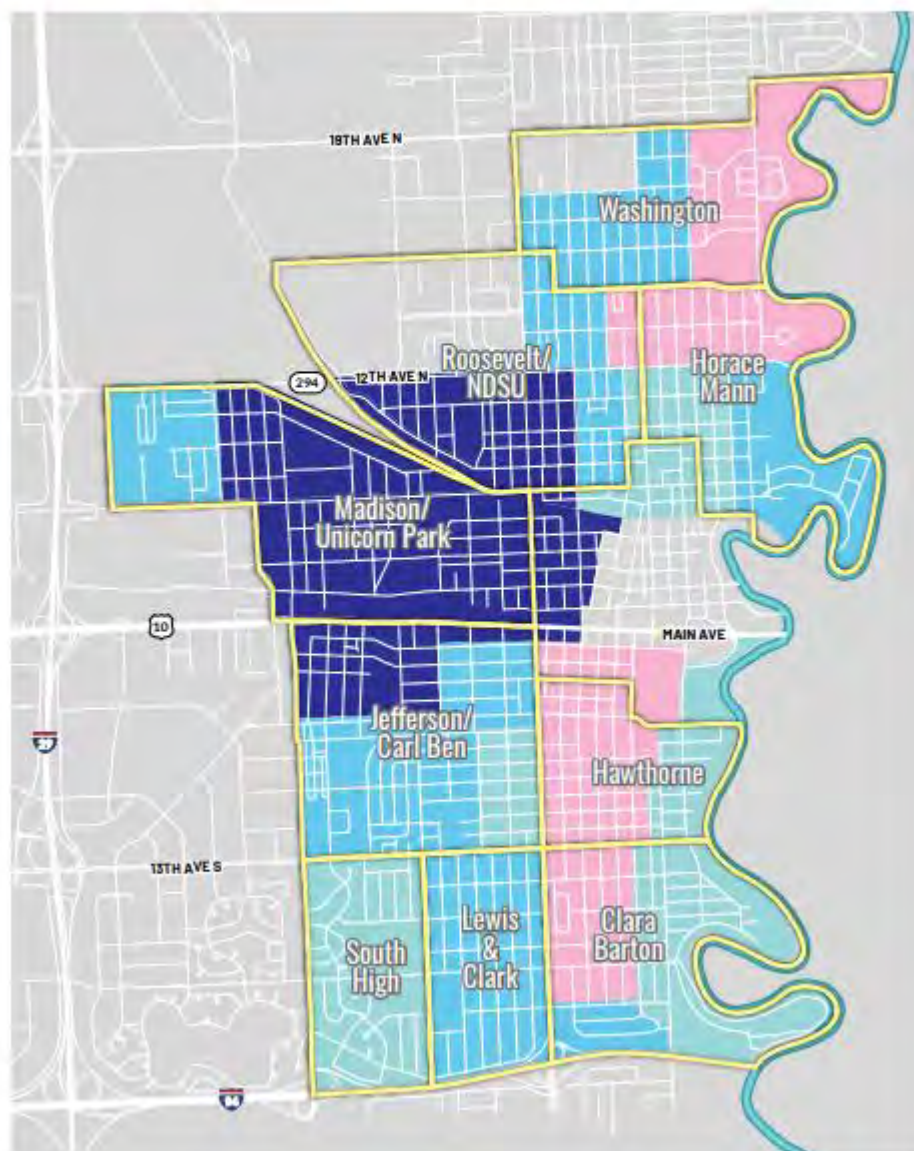 19TH AVE N
Washington
Roosevelt/
NDSU
Horace
Mann
12TH AVE N
294
Madison/
Unicorn Park
10
MAIN AVE
Jefferson/
Carl Ben
Hawthorne
13TH AVE S
South
High
Lewis
&
Clark
Clara
Barton
94